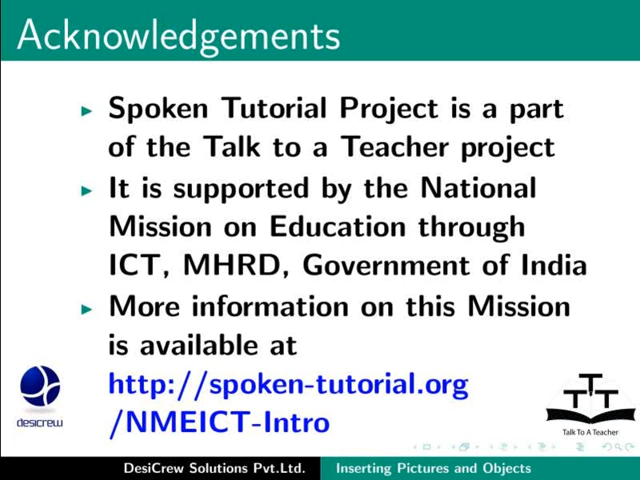 Acknowledgements
Spoken Tutorial Project is a part
of the Talk to a Teacher project
It is supported by the National
Mission on Education through
ICT, MHRD, Government of India
More information on this Mission
is available at
http://spoken-tutorial.org
/NMEICT-Intro
desicrew
TTT
Talk To A Teacher
DesiCrew Solutions Pvt.Ltd.
Inserting Pictures and Objects